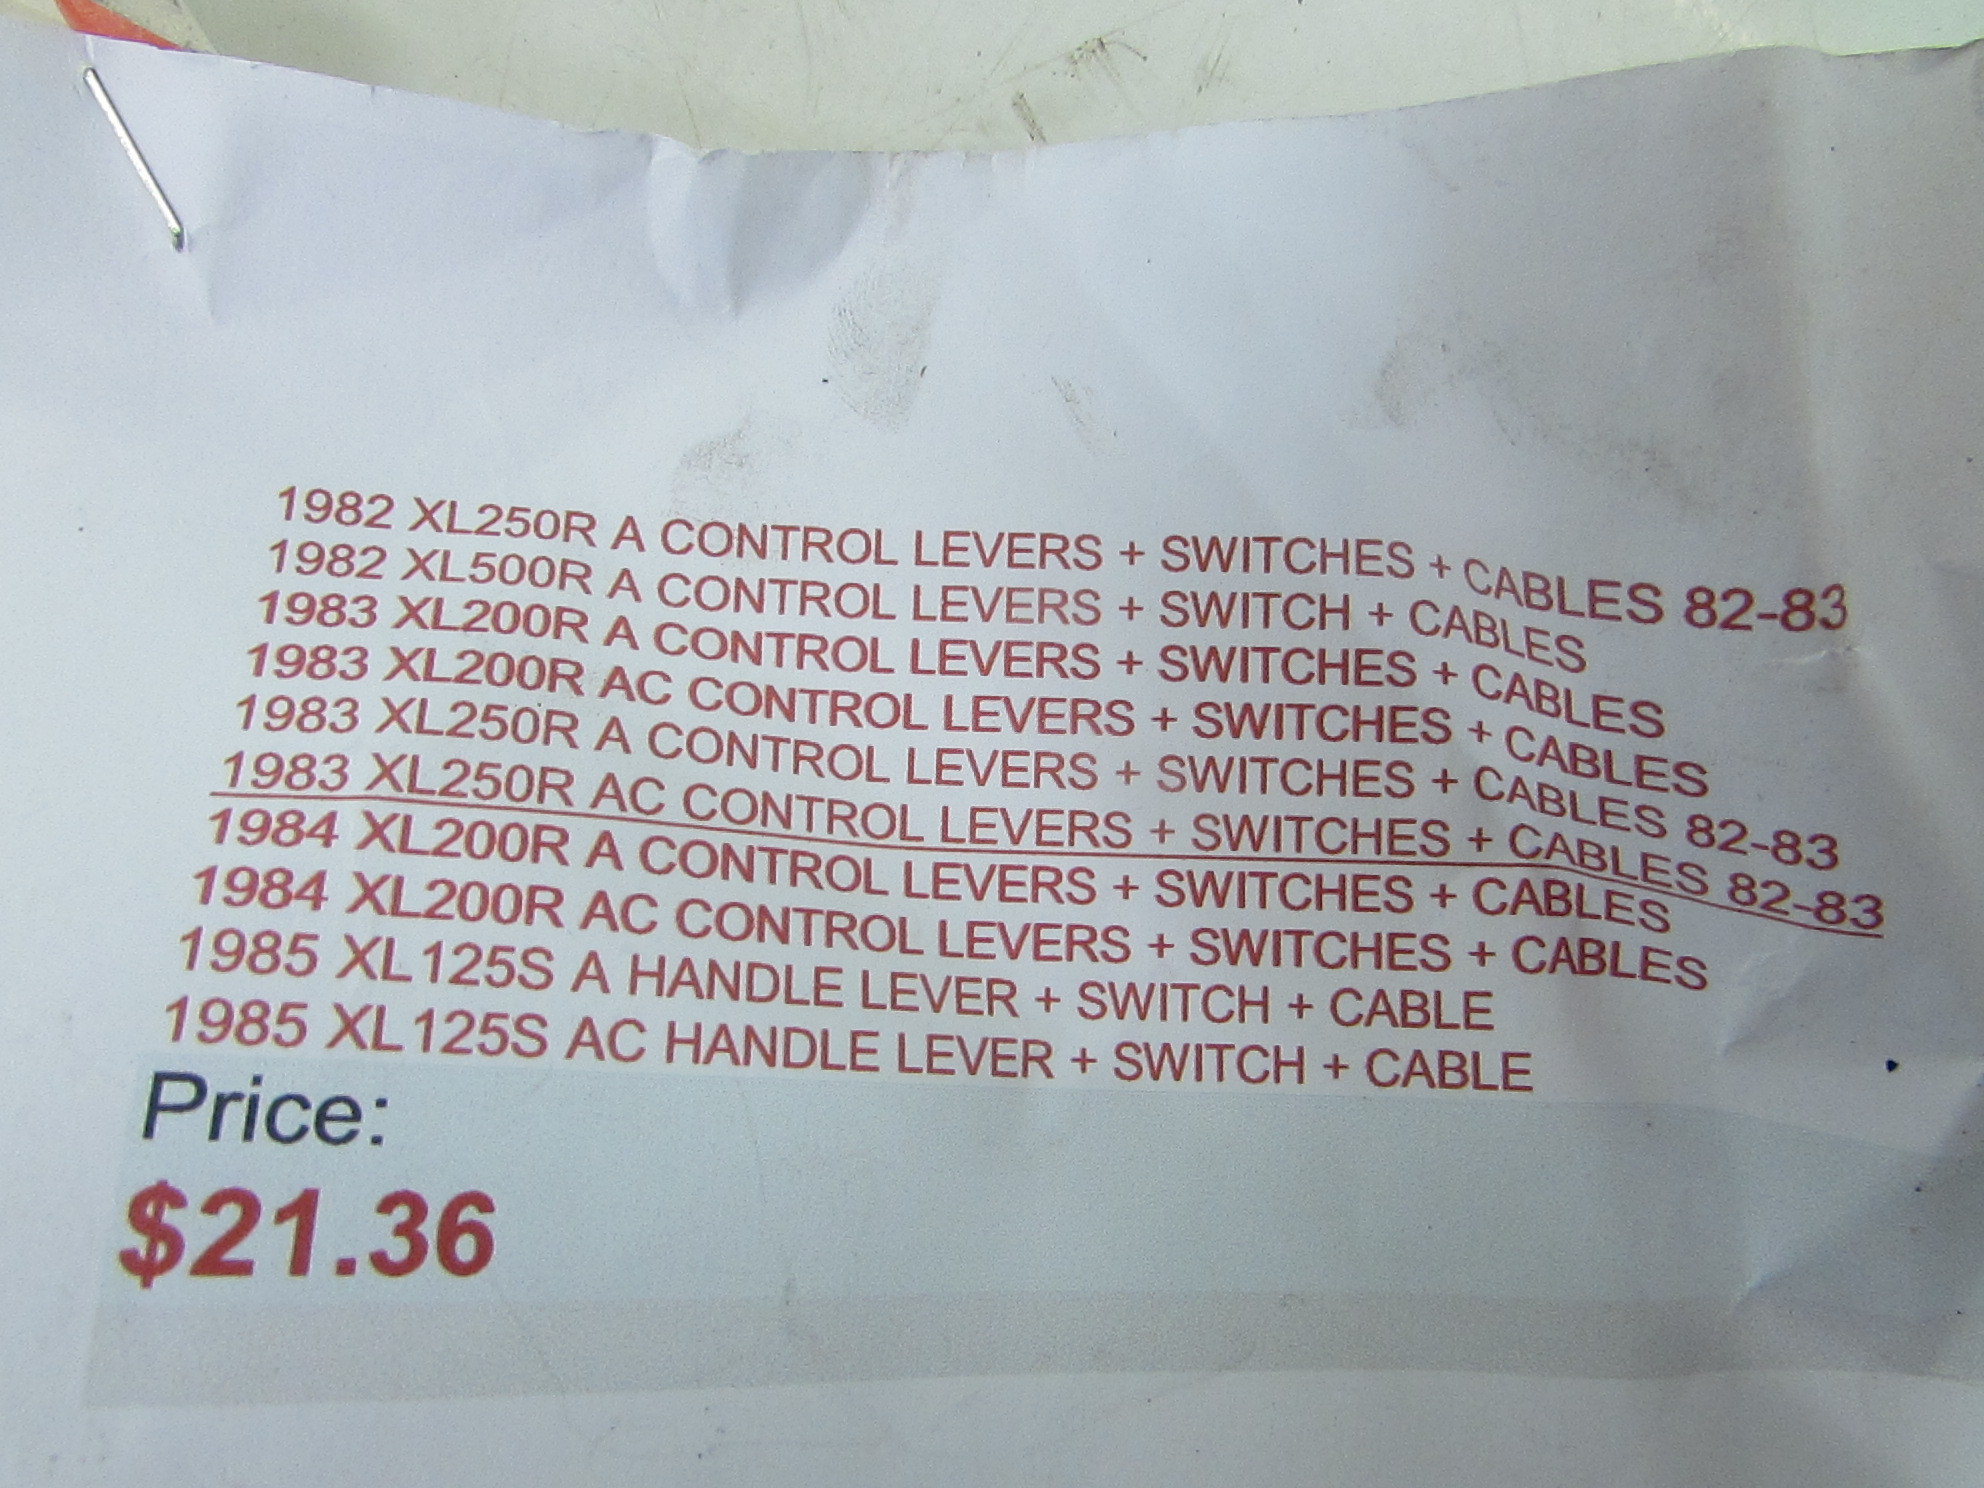 1982 XL250R A CONTROL LEVERS + SWITCHES + CABLES 82-83
1982 XL500R A CONTROL LEVERS + SWITCH + CABLES
1983 XL200R A CONTROL LEVERS + SWITCHES + CABLES
1983 XL200R AC CONTROL LEVERS + SWITCHES + CABLES
1983 XL250R A CONTROL LEVERS + SWITCHES + CABLES 82-83
1983 XL250R AC CONTROL LEVERS + SWITCHES + CABLES 82-83
1984 XL200R A CONTROL LEVERS + SWITCHES + CABLES
1984 XL200R AC CONTROL LEVERS + SWITCHES + CABLES
1985 XL125S A HANDLE LEVER + SWITCH + CABLE
1985 XL125S AC HANDLE LEVER + SWITCH + CABLE
Price:
$21.36